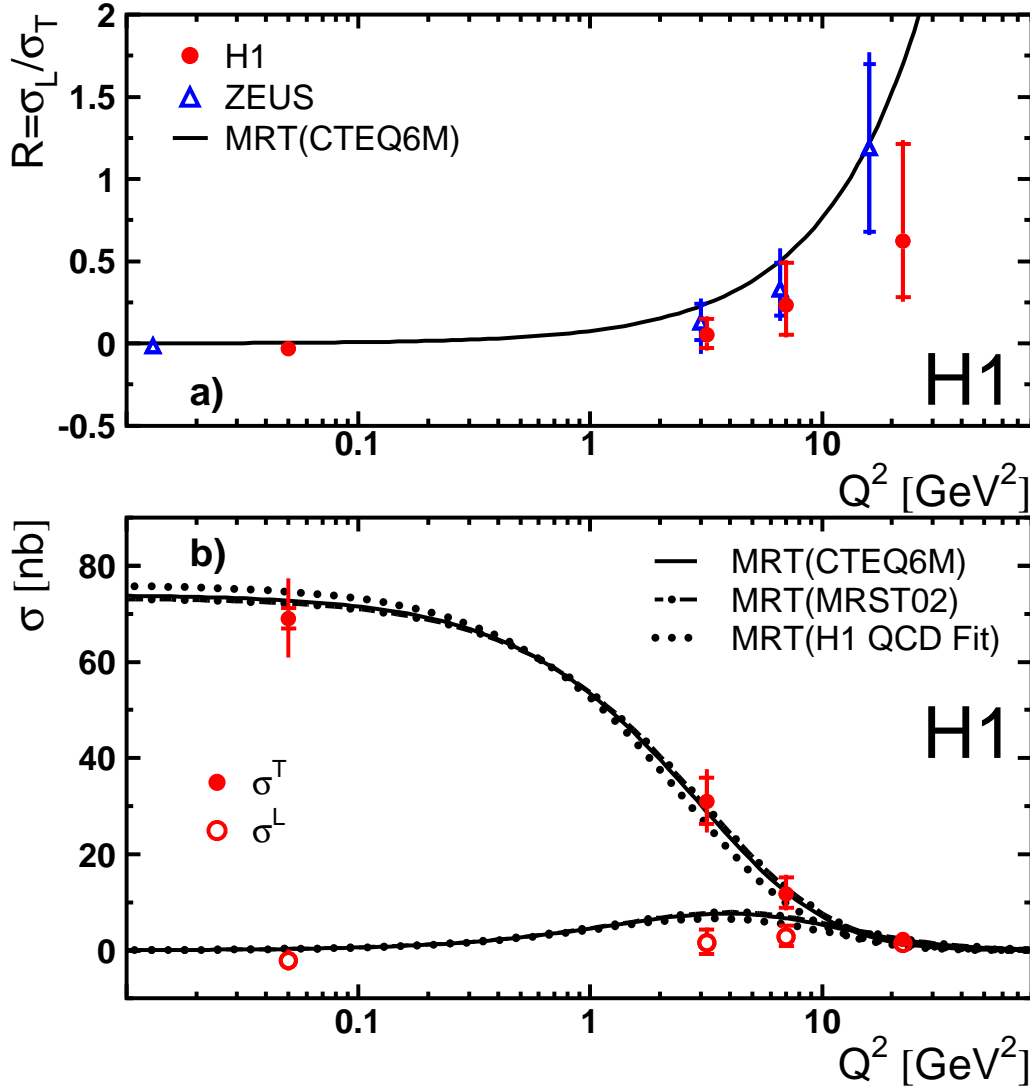 R=σL/σT
2
1.5
1
0.5
0
-0.5
H1
ZEUS
MRT(CTEQ6M)
a)
H1
0.1
1
10
Q² [GeV²]
σ [nb]
80
60
40
20
0
b)
MRT(CTEQ6M)
MRT(MRST02)
MRT(H1 QCD Fit)
H1
σᵀ
σᴸ
0.1
1
10
Q² [GeV²]